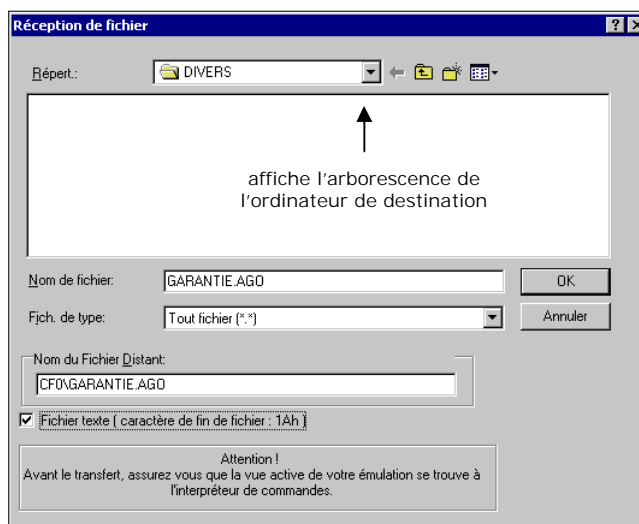 Réception de fichier
Répert.:
DIVERS
affiche l'arborescence de
l'ordinateur de destination
Nom de fichier:
GARANTIE.AGO
OK
Fich. de type:
Tout fichier (*.*)
Annuler
Nom du Fichier Distant:
CF0\GARANTIE.AGO
Fichier texte ( caractère de fin de fichier : 1Ah )
Attention !
Avant le transfert, assurez vous que la vue active de votre émulation se trouve à
l'interpréteur de commandes.